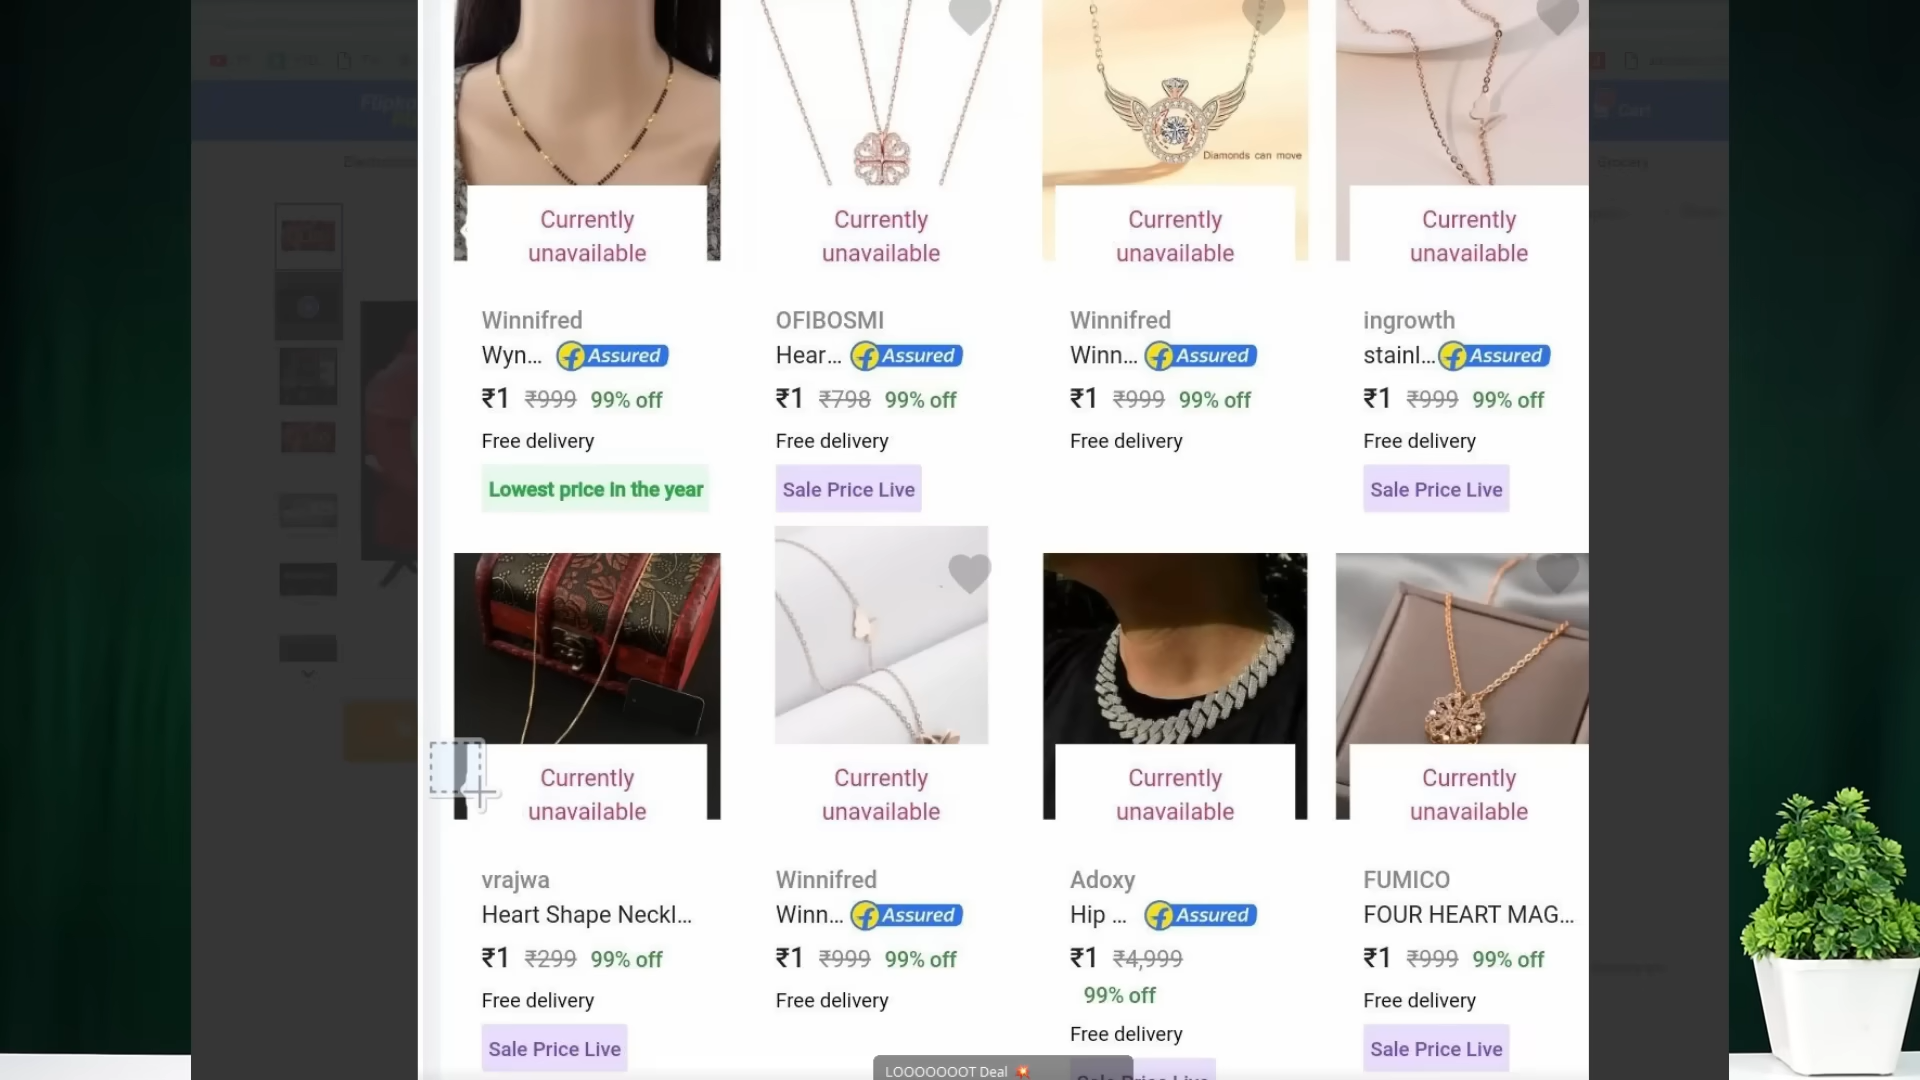 Diamonds can move
Currently
unavailable
Currently
unavailable
Currently
unavailable
Currently
unavailable
Winnifred
Wyn... Assured
₹1 ₹999 99% off
Free delivery
Lowest price in the year
OFIBOSMI
Hear... Assured
₹1 ₹798 99% off
Free delivery
Sale Price Live
Winnifred
Winn... Assured
₹1 ₹999 99% off
Free delivery
ingrowth
stainl... Assured
₹1 ₹999 99% off
Free delivery
Sale Price Live
Currently
unavailable
Currently
unavailable
Currently
unavailable
Currently
unavailable
vrajwa
Heart Shape Neckl...
₹1 ₹299 99% off
Free delivery
Sale Price Live
Winnifred
Winn... Assured
₹1 ₹999 99% off
Free delivery
Adoxy
Hip ... Assured
₹1 ₹4,999
99% off
Free delivery
Sale Price Live
FUMICO
FOUR HEART MAG...
₹1 ₹999 99% off
Free delivery
Sale Price Live
LOOOOOOOT Deal
Cart
Grocery